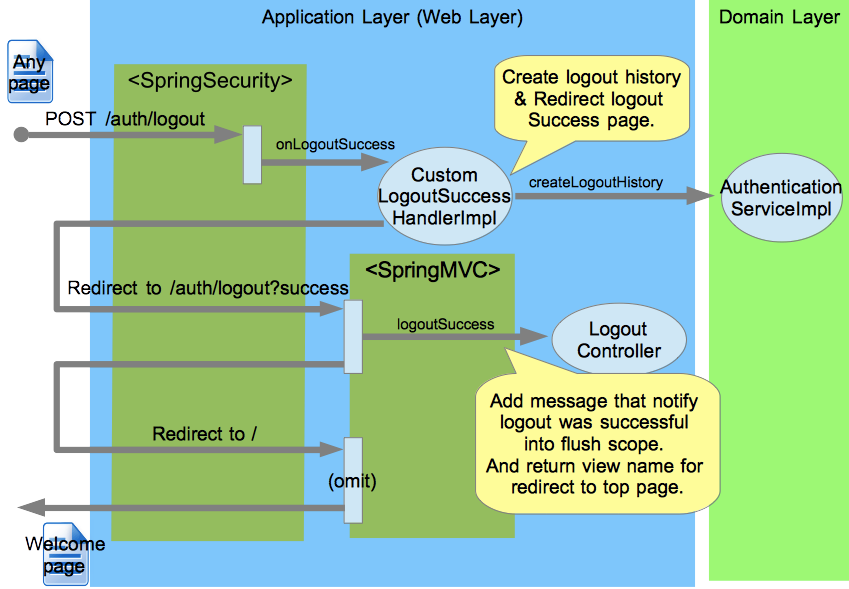 Application Layer (Web Layer)
Domain Layer
Any
page
<SpringSecurity>
Create logout history
& Redirect logout
Success page.
POST /auth/logout
onLogoutSuccess
Custom
LogoutSuccess
HandlerImpl
createLogoutHistory
Authentication
ServiceImpl
<SpringMVC>
Redirect to /auth/logout?success
logoutSuccess
Logout
Controller
Add message that notify
logout was successful
into flush scope.
And return view name for
redirect to top page.
Redirect to /
(omit)
Welcome
page